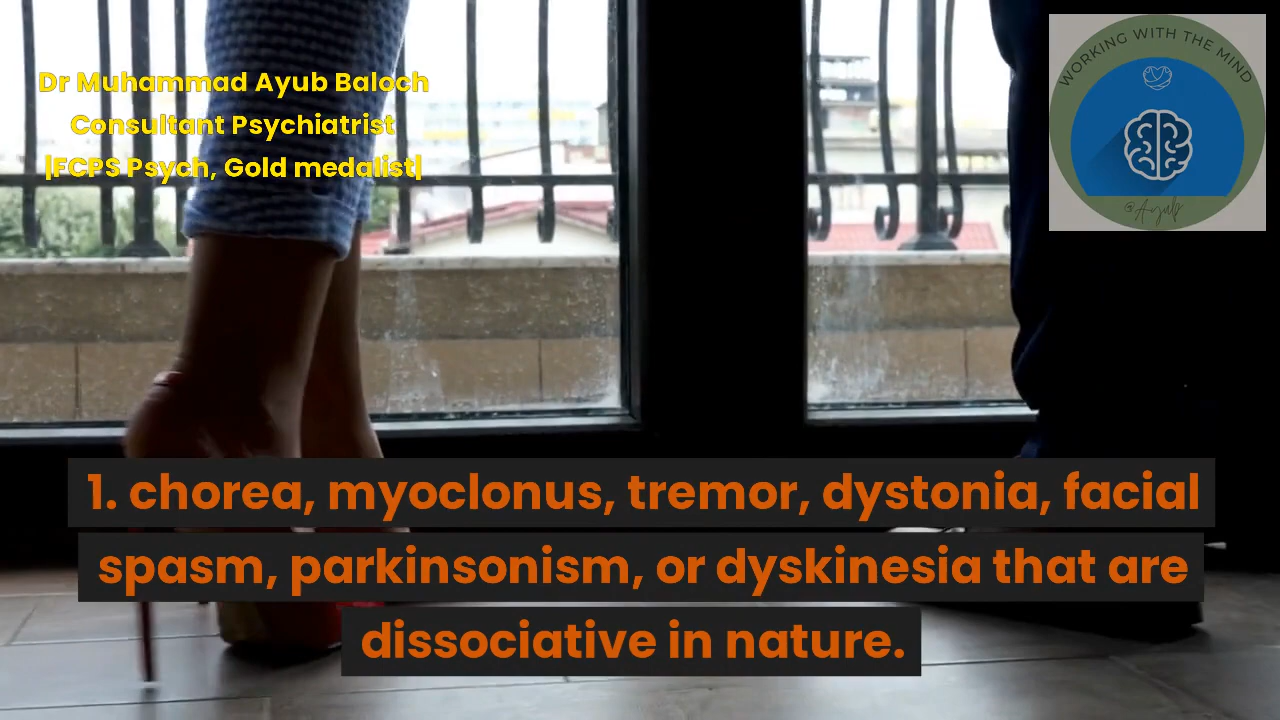 Dr Muhammad Ayub Baloch
Consultant Psychiatrist
|FCPS Psych, Gold medalist|
WORKING WITH THE MIND
@Ayub
1. chorea, myoclonus, tremor, dystonia, facial
spasm, parkinsonism, or dyskinesia that are
dissociative in nature.